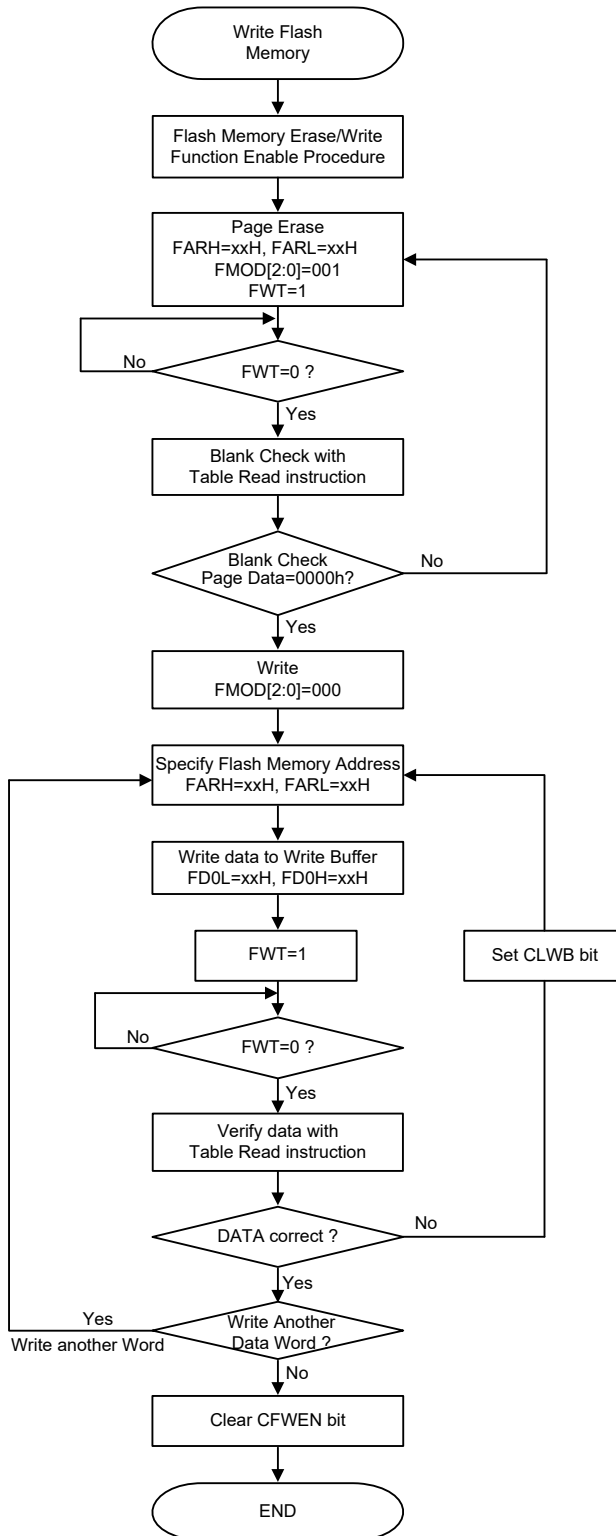 Write Flash
Memory
Flash Memory Erase/Write
Function Enable Procedure
Page Erase
FARH=xxH, FARL=xxH
FMOD[2:0]=001
FWT=1
No
FWT=0 ?
Yes
Blank Check with
Table Read instruction
Blank Check
Page Data=0000h?
No
Yes
Write
FMOD[2:0]=000
Specify Flash Memory Address
FARH=xxH, FARL=xxH
Write data to Write Buffer
FD0L=xxH, FD0H=xxH
FWT=1
Set CLWB bit
No
FWT=0 ?
Yes
Verify data with
Table Read instruction
DATA correct ?
No
Yes
Write Another
Data Word ?
Yes
Write another Word
No
Clear CFWEN bit
END